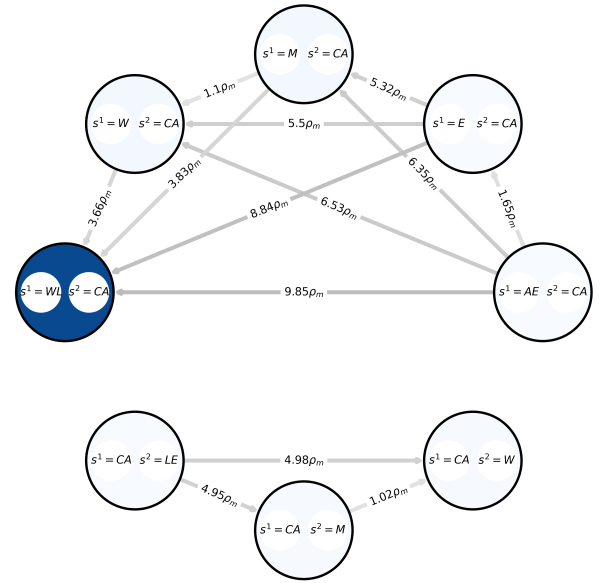 s¹ = M s² = CA
1.1ρₘ
5.32ρₘ
s¹ = W s² = CA
5.5ρₘ
s¹ = E s² = CA
3.83ρₘ
6.35ρₘ
3.66ρₘ
8.84ρₘ
6.53ρₘ
1.65ρₘ
s¹ = WL s² = CA
9.85ρₘ
s¹ = AE s² = CA
s¹ = CA s² = LE
4.98ρₘ
s¹ = CA s² = W
4.95ρₘ
1.02ρₘ
s¹ = CA s² = M